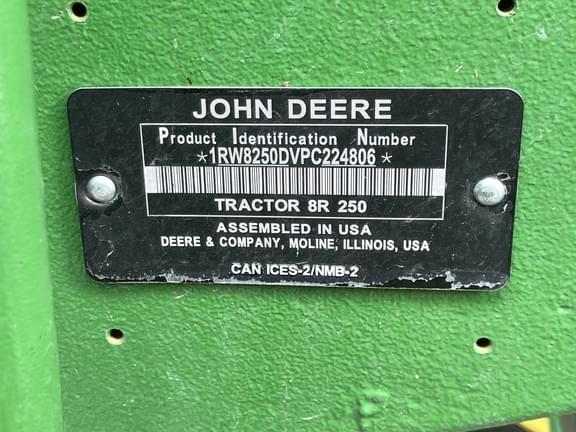 JOHN DEERE
Product Identification Number
*1RW8250DVPC224806*
TRACTOR 8R 250
ASSEMBLED IN USA
DEERE & COMPANY, MOLINE, ILLINOIS, USA
CAN ICES-2/NMB-2